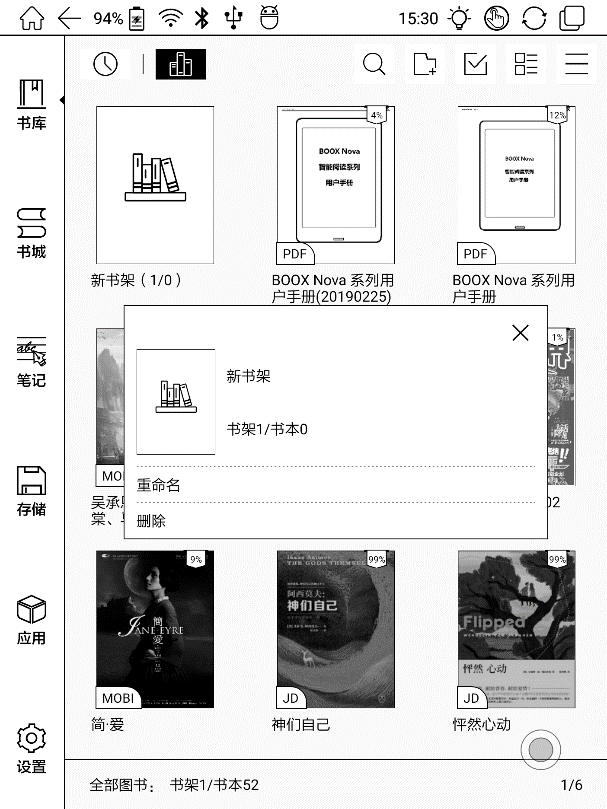 94%
15:30
书库
书城
笔记
存储
应用
设置
4%
12%
BOOX Nova
智能阅读系列
用户手册
BOOX Nova
智能阅读系列
用户手册
PDF
PDF
新书架（1/0）
BOOX Nova 系列用
户手册(20190225)
BOOX Nova 系列用
户手册
1%
新书架
书架1/书本0
重命名
删除
MO
吴承
棠、
02
9%
99%
99%
简爱
JANE EYRE
Isaac Asimov
THE GODS THEMSEL
阿西莫夫:
神们自己
Flipped
怦然 心动
MOBI
JD
JD
简·爱
神们自己
怦然心动
全部图书： 书架1/书本52
1/6